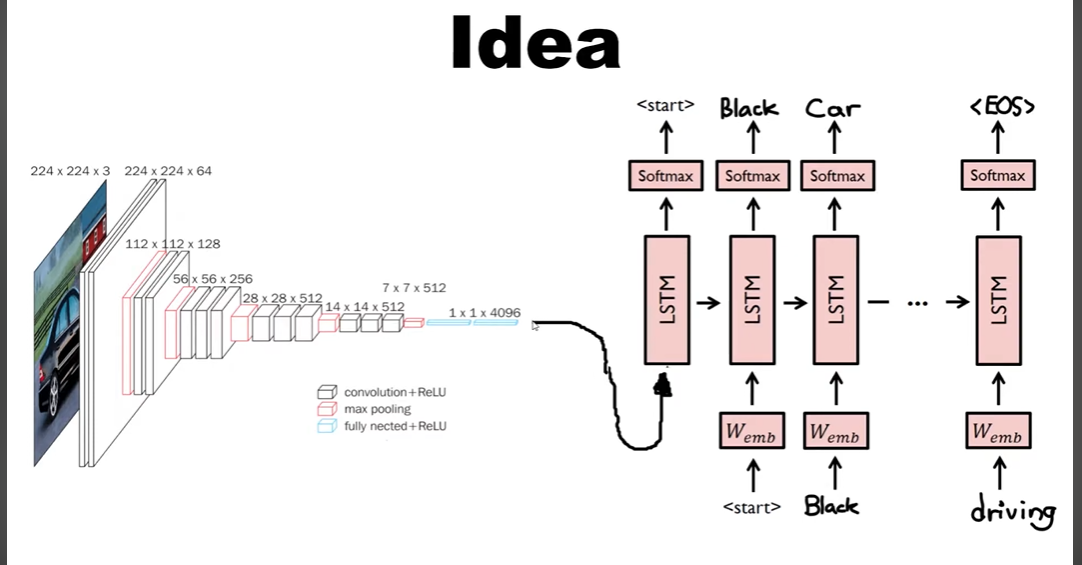 Idea
<start> Black Car <EOS>
Softmax Softmax Softmax Softmax
224 x 224 x 3 224 x 224 x 64
112 x 112 x 128
56 x 56 x 256
28 x 28 x 512
14 x 14 x 512
7 x 7 x 512
1 x 1 x 4096
LSTM LSTM LSTM ... LSTM
convolution+ReLU
max pooling
fully nected+ReLU
Wemb Wemb Wemb
<start> Black driving